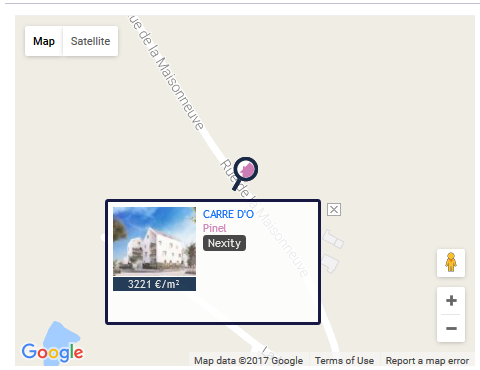 Map
Satellite
ue de la Maisonneuve
Rue de la Maisonneuve
CARRE D'O
Pinel
Nexity
3221 €/m²
Google
Map data ©2017 Google
Terms of Use
Report a map error